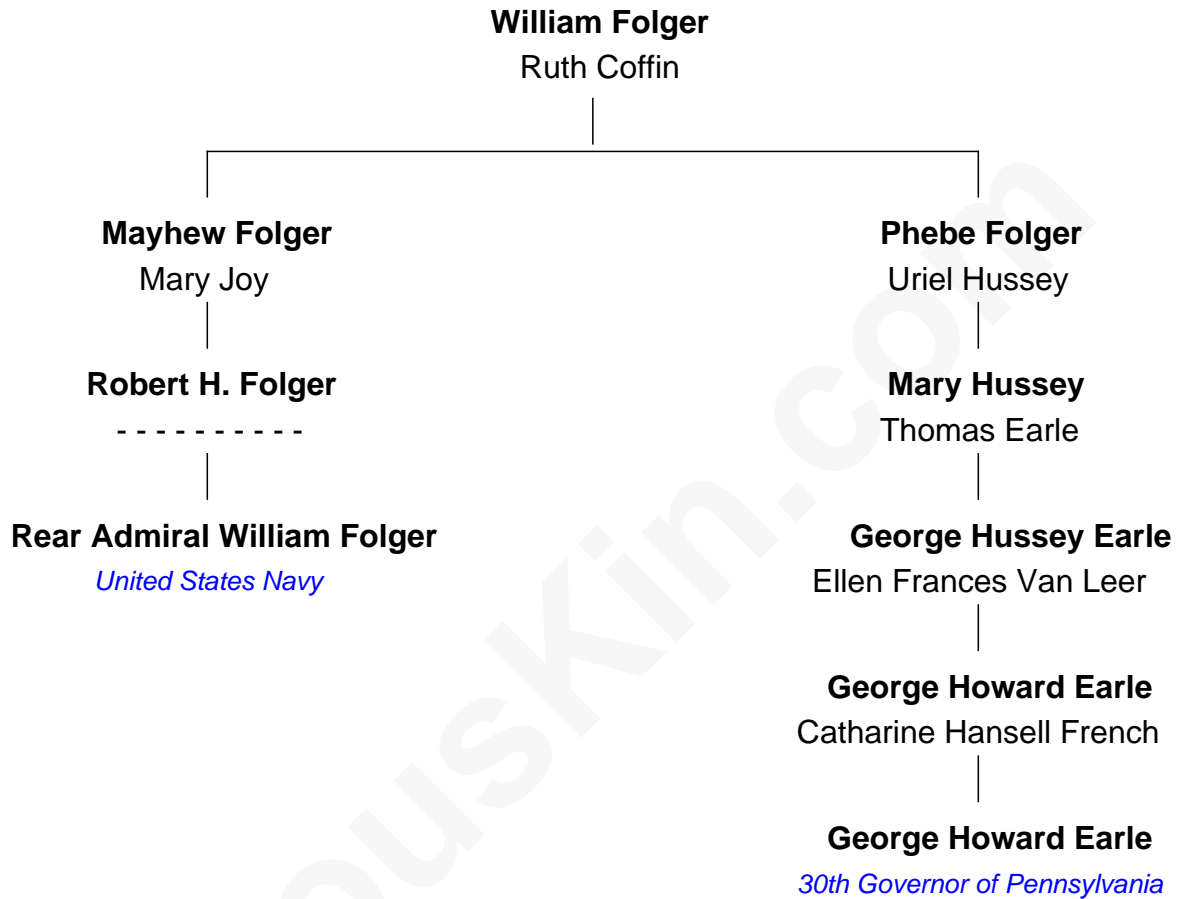 William Folger
Ruth Coffin
Mayhew Folger
Mary Joy
Phebe Folger
Uriel Hussey
Robert H. Folger
- - - - - - - - - -
Mary Hussey
Thomas Earle
Rear Admiral William Folger
United States Navy
George Hussey Earle
Ellen Frances Van Leer
George Howard Earle
Catharine Hansell French
George Howard Earle
30th Governor of Pennsylvania
ousKin.com